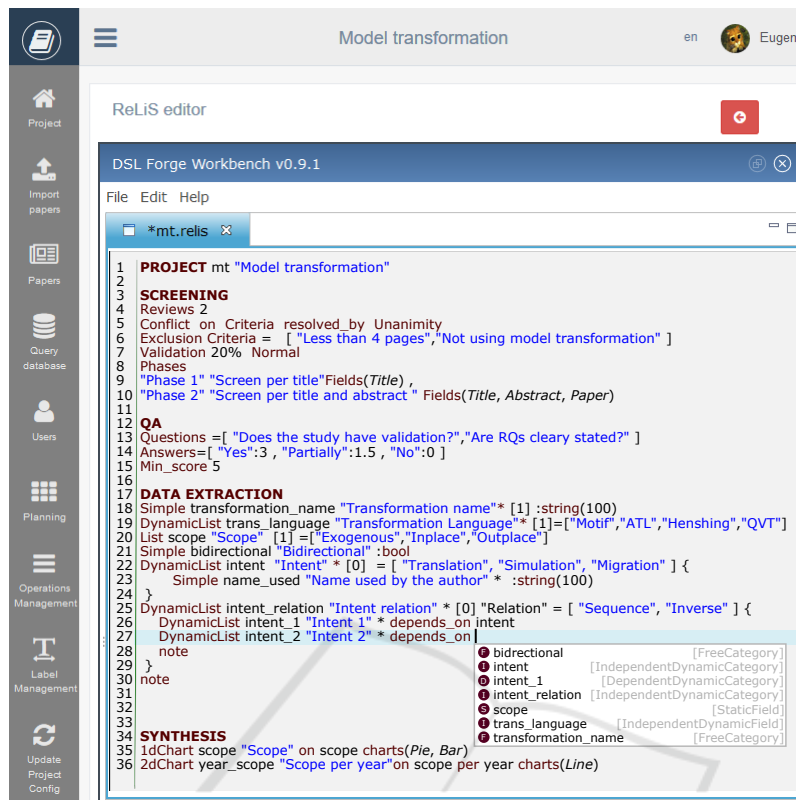 Model transformation
en
Eugen
Project
Import
papers
Papers
Query
database
Users
Planning
Operations
Management
Label
Management
Update
Project
Config
ReLiS editor
DSL Forge Workbench v0.9.1
File Edit Help
*mt.relis
1 PROJECT mt "Model transformation"
2
3 SCREENING
4 Reviews 2
5 Conflict on Criteria resolved_by Unanimity
6 Exclusion Criteria = [ "Less than 4 pages","Not using model transformation" ]
7 Validation 20% Normal
8 Phases
9 "Phase 1" "Screen per title"Fields(Title) ,
10 "Phase 2" "Screen per title and abstract " Fields(Title, Abstract, Paper)
11
12 QA
13 Questions =[ "Does the study have validation?","Are RQs cleary stated?" ]
14 Answers=[ "Yes":3 , "Partially":1.5 , "No":0 ]
15 Min_score 5
16
17 DATA EXTRACTION
18 Simple transformation_name "Transformation name"* [1] :string(100)
19 DynamicList trans_language "Transformation Language"* [1]=["Motif","ATL","Henshing","QVT"]
20 List scope "Scope" [1] =["Exogenous","Inplace","Outplace"]
21 Simple bidirectional "Bidirectional" :bool
22 DynamicList intent "Intent" * [0] = [ "Translation", "Simulation", "Migration" ] {
23 Simple name_used "Name used by the author" * :string(100)
24 }
25 DynamicList intent_relation "Intent relation" * [0] "Relation" = [ "Sequence", "Inverse" ] {
26 DynamicList intent_1 "Intent 1" * depends_on intent
27 DynamicList intent_2 "Intent 2" * depends_on
28 note
29 }
30 note
31
32
33
34 SYNTHESIS
35 1dChart scope "Scope" on scope charts(Pie, Bar)
36 2dChart year_scope "Scope per year"on scope per year charts(Line)
F bidrectional [FreeCategory]
I intent [IndependentDynamicCategory]
D intent_1 [DependentDynamicCategory]
I intent_relation [IndependentDynamicCategory]
S scope [StaticField]
I trans_language [IndependentDynamicField]
F transformation_name [FreeCategory]